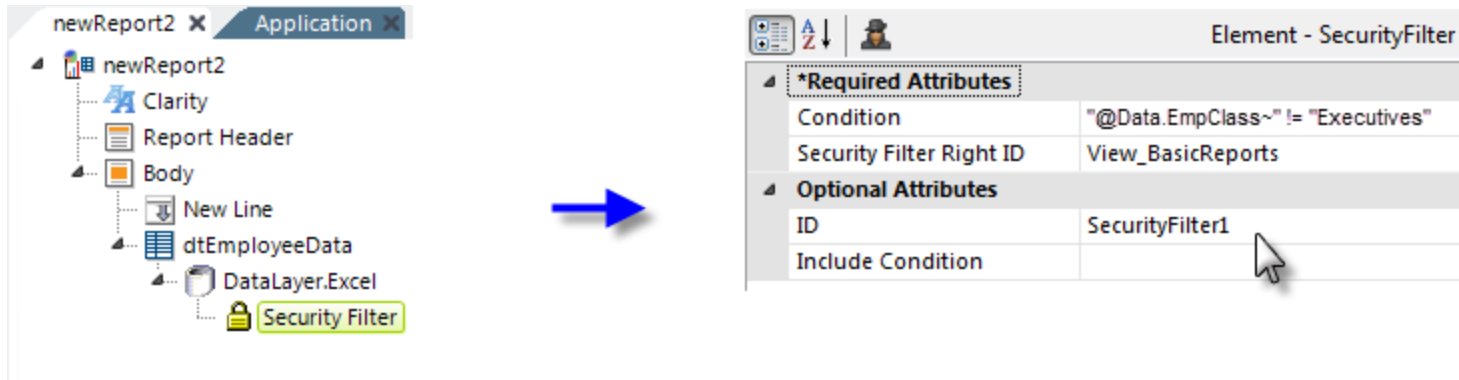 newReport2 Application
newReport2
Clarity
Report Header
Body
New Line
dtEmployeeData
DataLayer.Excel
Security Filter
A
Z
Element - SecurityFilter
*Required Attributes
Condition "@Data.EmpClass~" != "Executives"
Security Filter Right ID View_BasicReports
Optional Attributes
ID SecurityFilter1
Include Condition